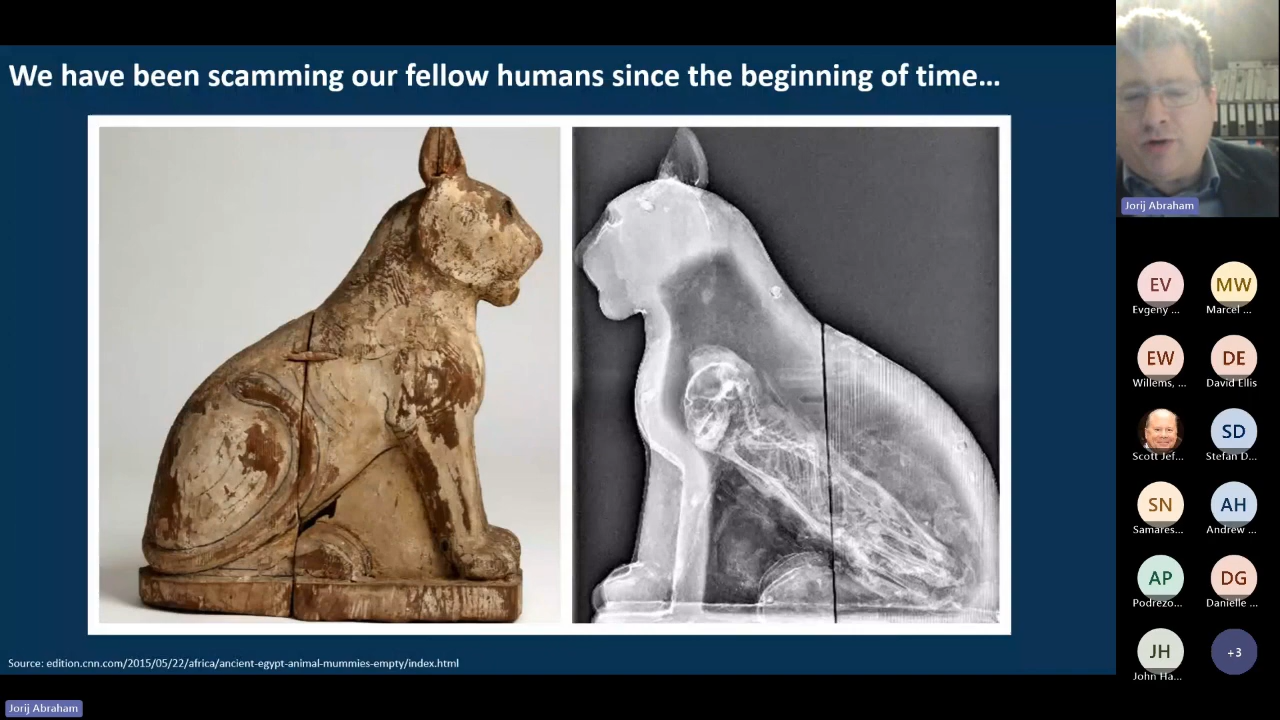 We have been scamming our fellow humans since the beginning of time...
Source: edition.cnn.com/2015/05/22/africa/ancient-egypt-animal-mummies-empty/index.html
Jorij Abraham
Jorij Abraham
EV
MW
Evgeny ...
Marcel ...
EW
DE
Willems, ...
David Ellis
SD
Scott Jef...
Stefan D...
SN
AH
Samares...
Andrew ...
AP
DG
Podrezo...
Danielle ...
JH
+3
John Ha...